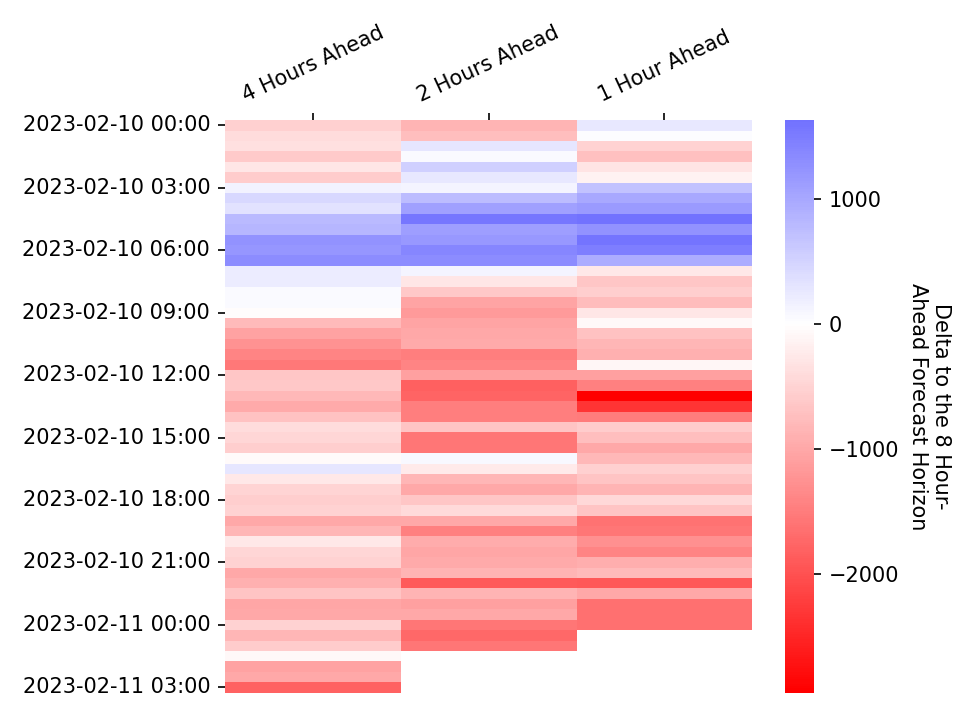 4 Hours Ahead
2 Hours Ahead
1 Hour Ahead
2023-02-10 00:00
2023-02-10 03:00
2023-02-10 06:00
2023-02-10 09:00
2023-02-10 12:00
2023-02-10 15:00
2023-02-10 18:00
2023-02-10 21:00
2023-02-11 00:00
2023-02-11 03:00
1000
0
−1000
−2000
Delta to the 8 Hour-
Ahead Forecast Horizon